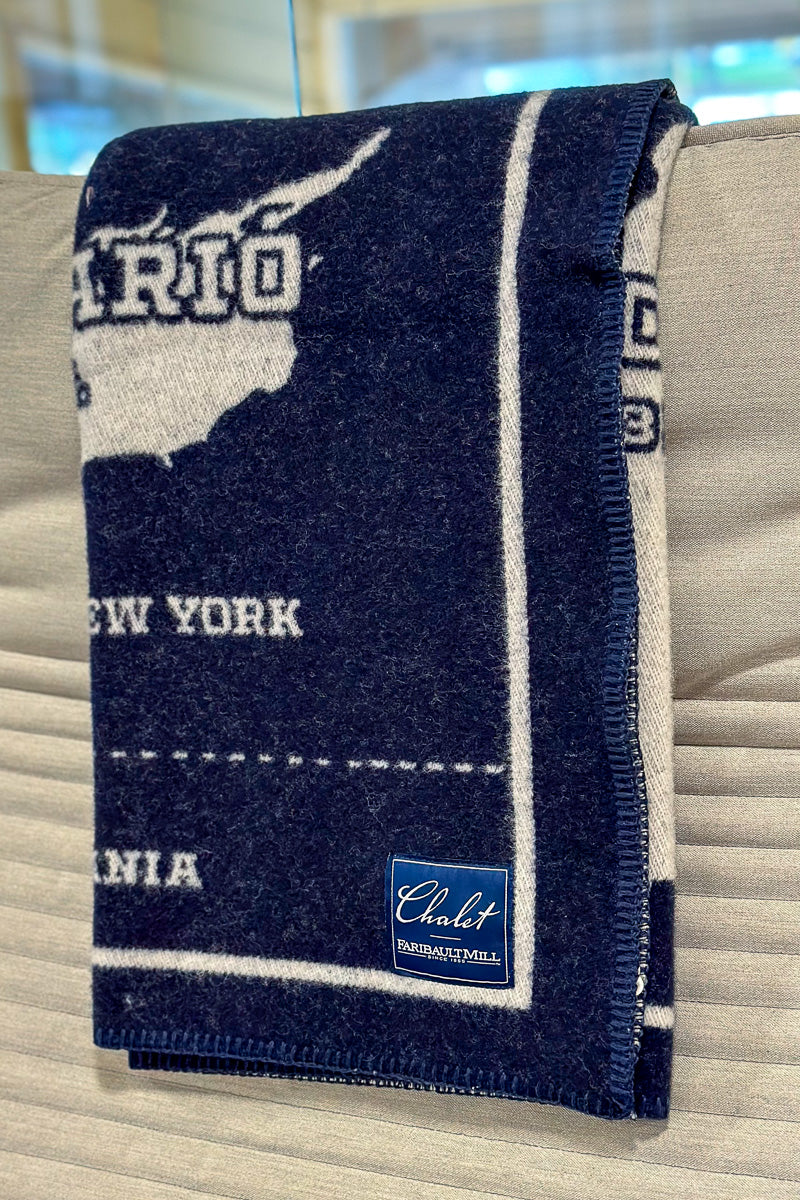 ARIO
EW YORK
ANIA
Chalet
FARIBAULT MILL
SINCE 1865